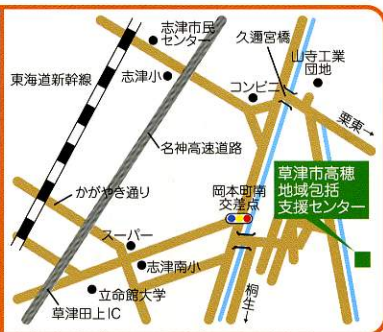 志津市民
センター
久邇宮橋
山寺工業
団地
東海道新幹線
志津小
コンビニ
栗東→
名神高速道路
草津市高穂
地域包括
支援センター
かがやき通り
岡本町南
交差点
スーパー
志津南小
立命館大学
桐生
草津田上IC